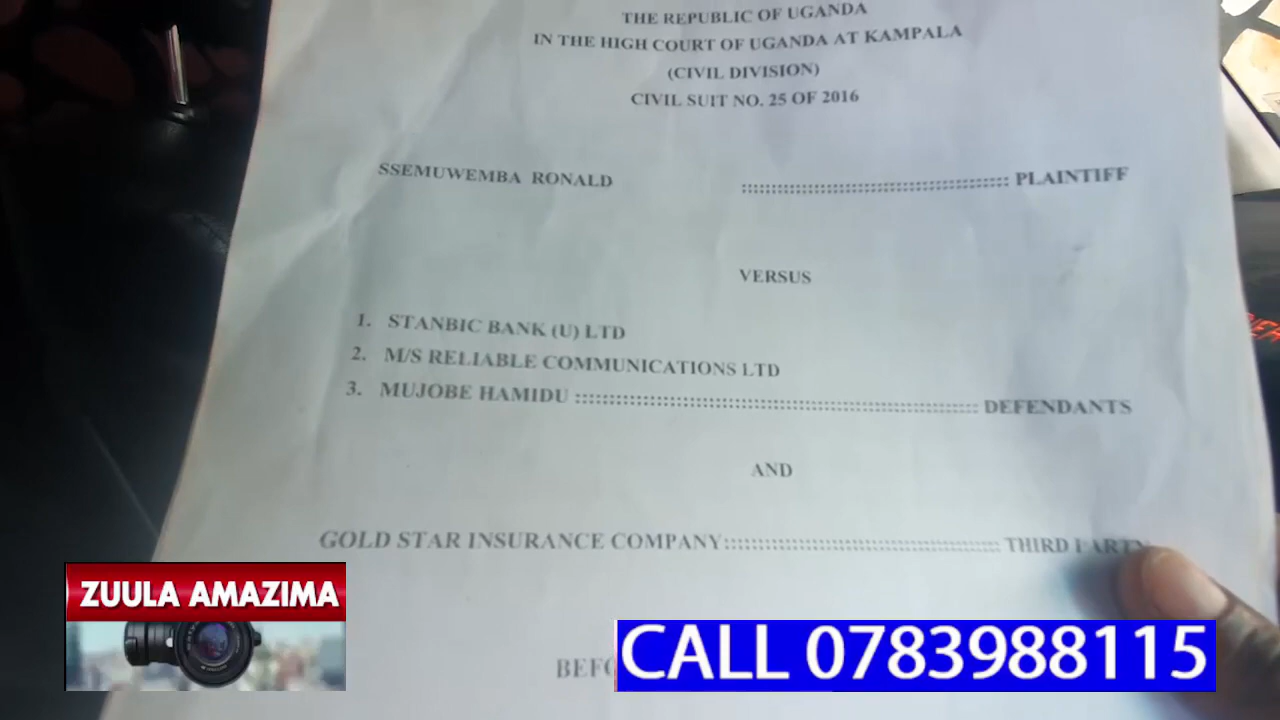 THE REPUBLIC OF UGANDA
IN THE HIGH COURT OF UGANDA AT KAMPALA
(CIVIL DIVISION)
CIVIL SUIT NO. 25 OF 2016
SSEMUWEMBA RONALD :::::::::::::::::::::::::::::::::::: PLAINTIFF
VERSUS
1. STANBIC BANK (U) LTD
2. M/S RELIABLE COMMUNICATIONS LTD
3. MUJOBE HAMIDU :::::::::::::::::::::::::::::::::::::::::::::::::::::: DEFENDANTS
AND
GOLD STAR INSURANCE COMPANY::::::::::::::::::::::::::::::::::::: THIRD PARTY
ZUULA AMAZIMA
CALL 0783988115